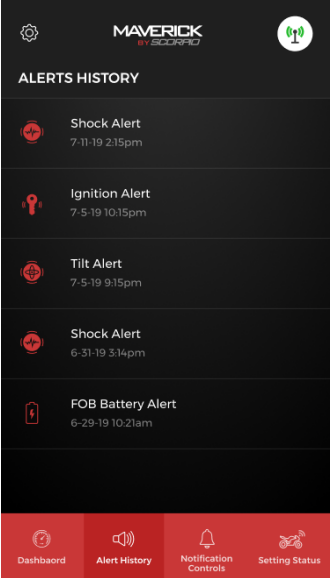 MAVERICK
BY SCORPIO
ALERTS HISTORY
Shock Alert
7-11-19 2:15pm
Ignition Alert
7-5-19 10:15pm
Tilt Alert
7-5-19 9:15pm
Shock Alert
6-31-19 3:14pm
FOB Battery Alert
6-29-19 10:21am
Dashbaord
Alert History
Notification
Controls
Setting Status